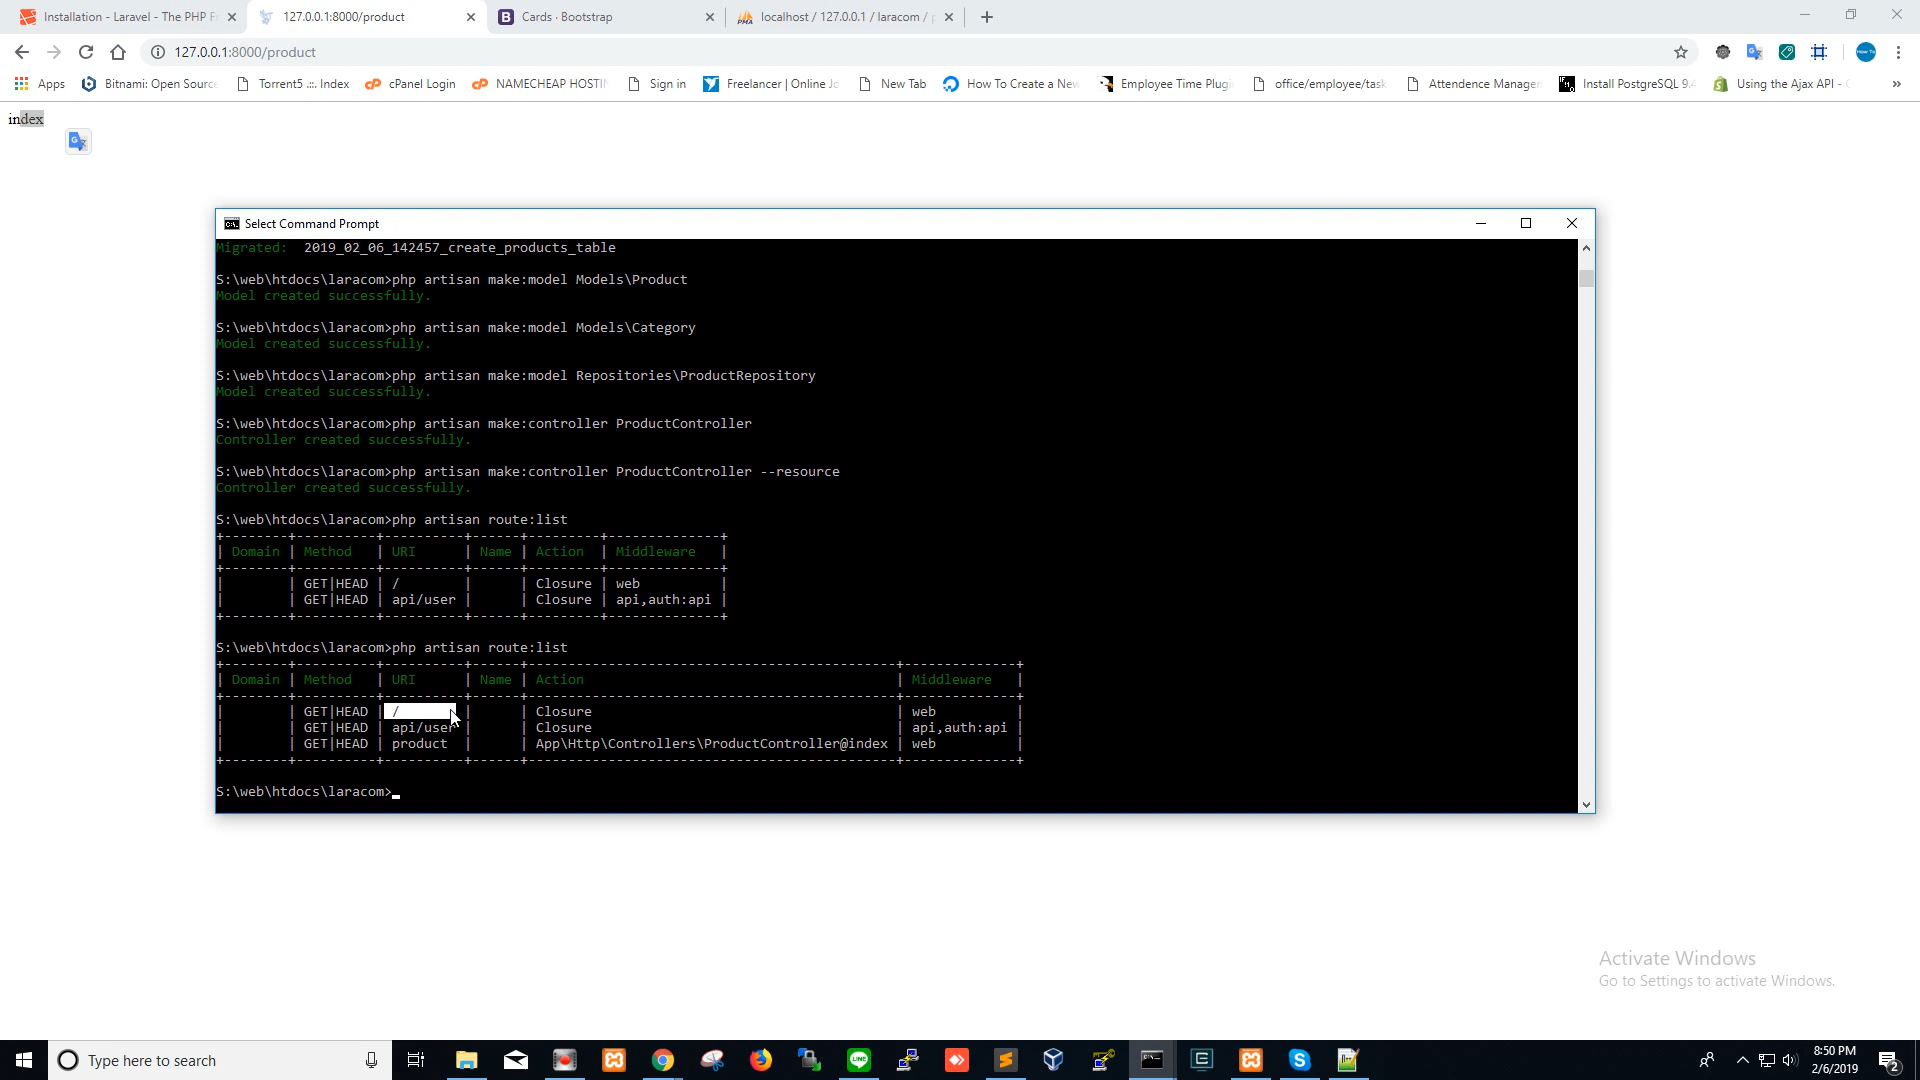 Installation - Laravel - The PHP Fr
127.0.0.1:8000/product
Cards · Bootstrap
localhost / 127.0.0.1 / laracom / p
127.0.0.1:8000/product
Apps
Bitnami: Open Source
Torrent5 .::. Index
cPanel Login
NAMECHEAP HOSTI
Sign in
Freelancer | Online Jo
New Tab
How To Create a New
Employee Time Plugi
office/employee/task
Attendence Manager
Install PostgreSQL 9.4
Using the Ajax API -
»
index
Select Command Prompt
Migrated:  2019_02_06_142457_create_products_table
S:\web\htdocs\laracom>php artisan make:model Models\Product
Model created successfully.
S:\web\htdocs\laracom>php artisan make:model Models\Category
Model created successfully.
S:\web\htdocs\laracom>php artisan make:model Repositories\ProductRepository
Model created successfully.
S:\web\htdocs\laracom>php artisan make:controller ProductController
Controller created successfully.
S:\web\htdocs\laracom>php artisan make:controller ProductController --resource
Controller created successfully.
S:\web\htdocs\laracom>php artisan route:list
| Domain | Method   | URI      | Name | Action  | Middleware   |
|        | GET|HEAD | /        |      | Closure | web          |
|        | GET|HEAD | api/user |      | Closure | api,auth:api |
S:\web\htdocs\laracom>php artisan route:list
| Domain | Method   | URI      | Name | Action                                       | Middleware   |
|        | GET|HEAD | /        |      | Closure                                      | web          |
|        | GET|HEAD | api/user |      | Closure                                      | api,auth:api |
|        | GET|HEAD | product  |      | App\Http\Controllers\ProductController@index | web          |
S:\web\htdocs\laracom>
Activate Windows
Go to Settings to activate Windows.
Type here to search
8:50 PM
2/6/2019
2